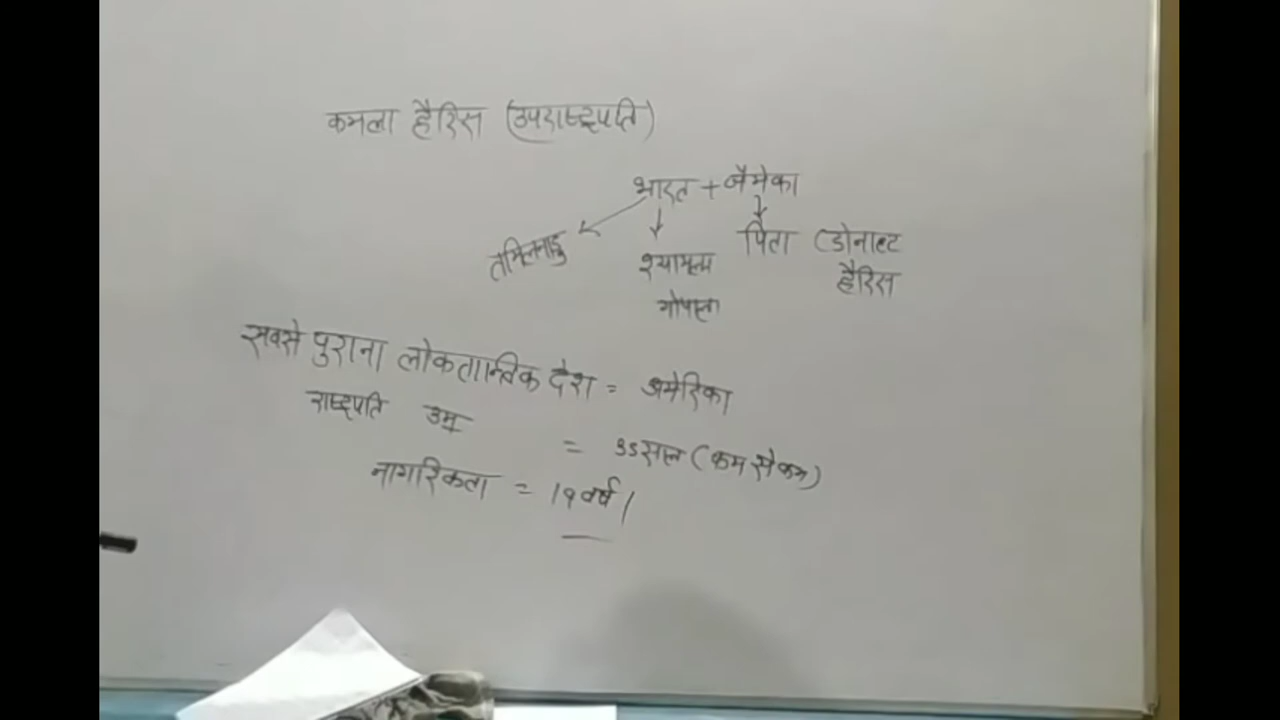 कमला हैरिस (उपराष्ट्रपति)
भारत + जैमेका
तमिलनाडु श्यामला पिता (डोनाल्ट
गोपाल हैरिस
सबसे पुराना लोकतान्त्रिक देश = अमेरिका
राष्ट्रपति उम्र = 35 साल (कम से कम)
नागरिकता = 19 वर्ष।